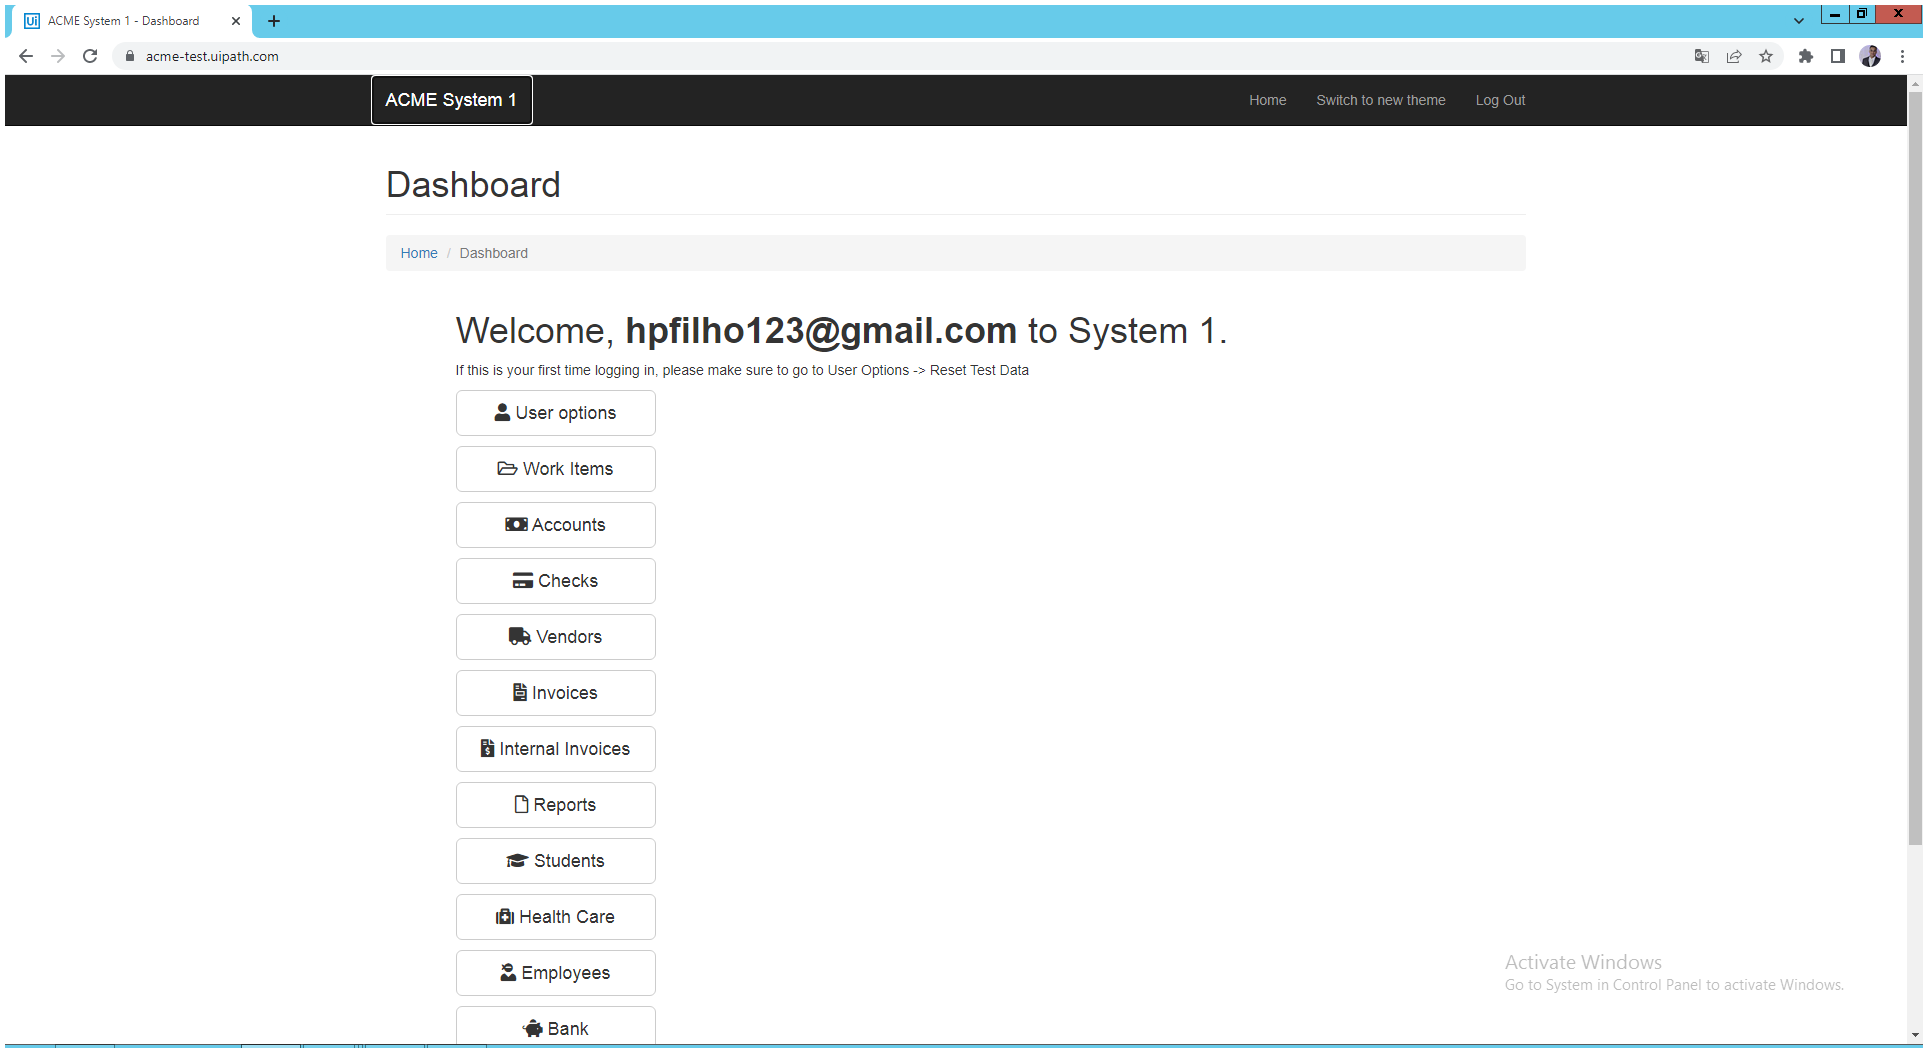 ACME System 1 - Dashboard
acme-test.uipath.com
ACME System 1 Home Switch to new theme Log Out
Dashboard
Home / Dashboard
Welcome, hpfilho123@gmail.com to System 1.
If this is your first time logging in, please make sure to go to User Options -> Reset Test Data
User options
Work Items
Accounts
Checks
Vendors
Invoices
Internal Invoices
Reports
Students
Health Care
Employees
Bank
Activate Windows
Go to System in Control Panel to activate Windows.